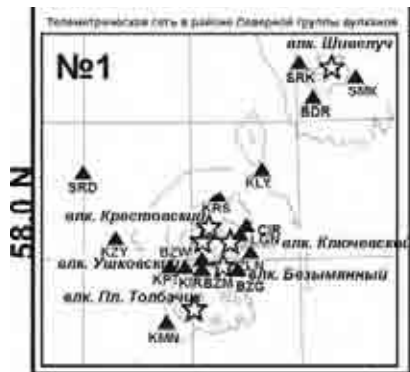 Телеметрическая сеть в районе Северной группы вулканов
№1
влк. Шивелуч
SRK
SMK
BDR
KLY
SRD
58.0 N
KRS
влк. Крестовский
CIR
LGN
KZY
BZW
влк. Ключевской
влк. Ушковский
KPT
KIR
BZM
BZG
влк. Безымянный
влк. Пл. Толбачик
KMN